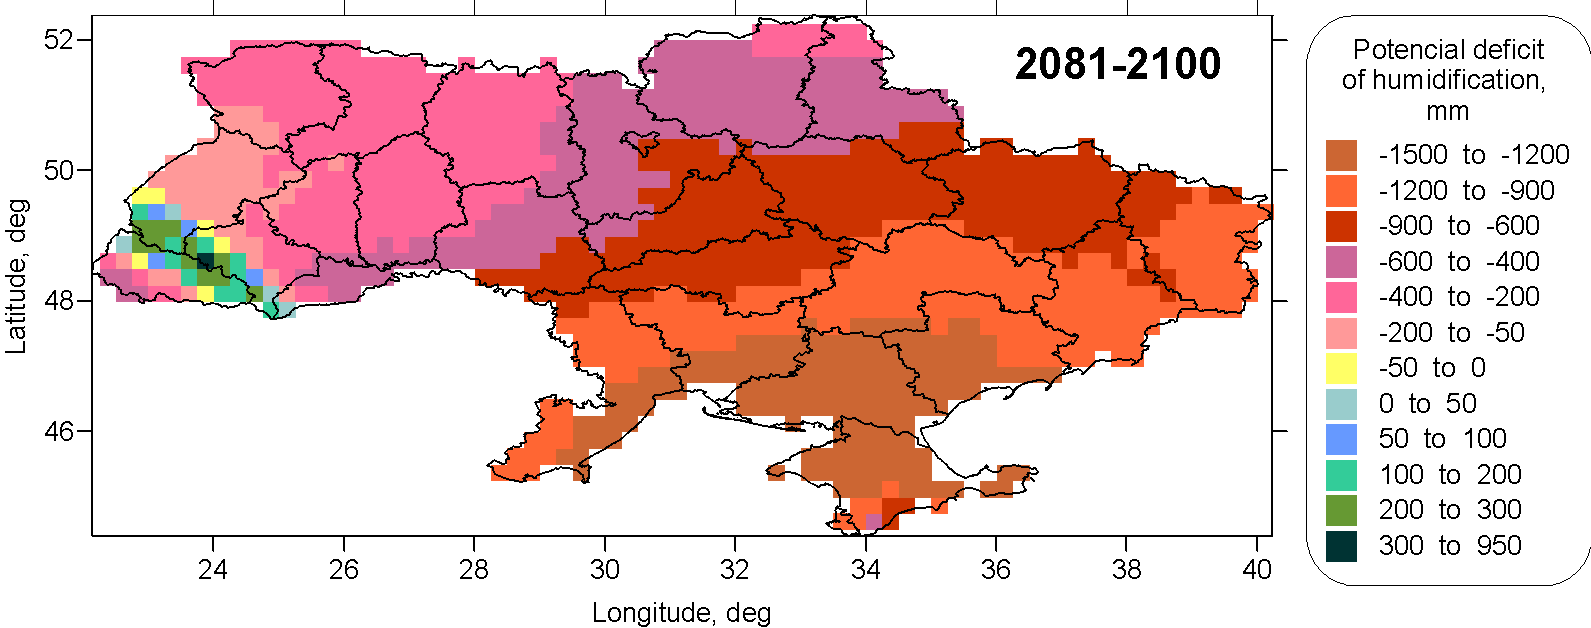 2081-2100
52
50
48
46
Latitude, deg
24 26 28 30 32 34 36 38 40
Longitude, deg
Potencial deficit
of humidification,
mm
-1500 to -1200
-1200 to -900
-900 to -600
-600 to -400
-400 to -200
-200 to -50
-50 to 0
0 to 50
50 to 100
100 to 200
200 to 300
300 to 950